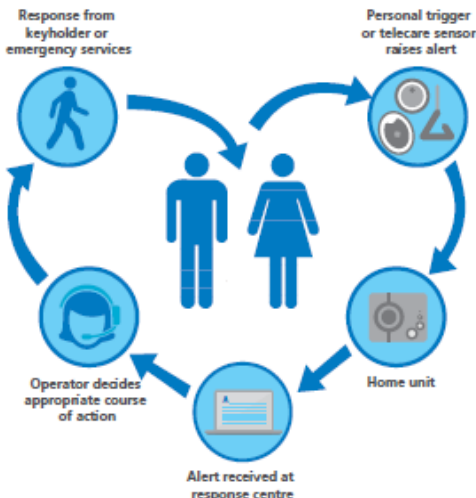 Response from
keyholder or
emergency services
Personal trigger
or telecare sensor
raises alert
Home unit
Alert received at
response centre
Operator decides
appropriate course
of action